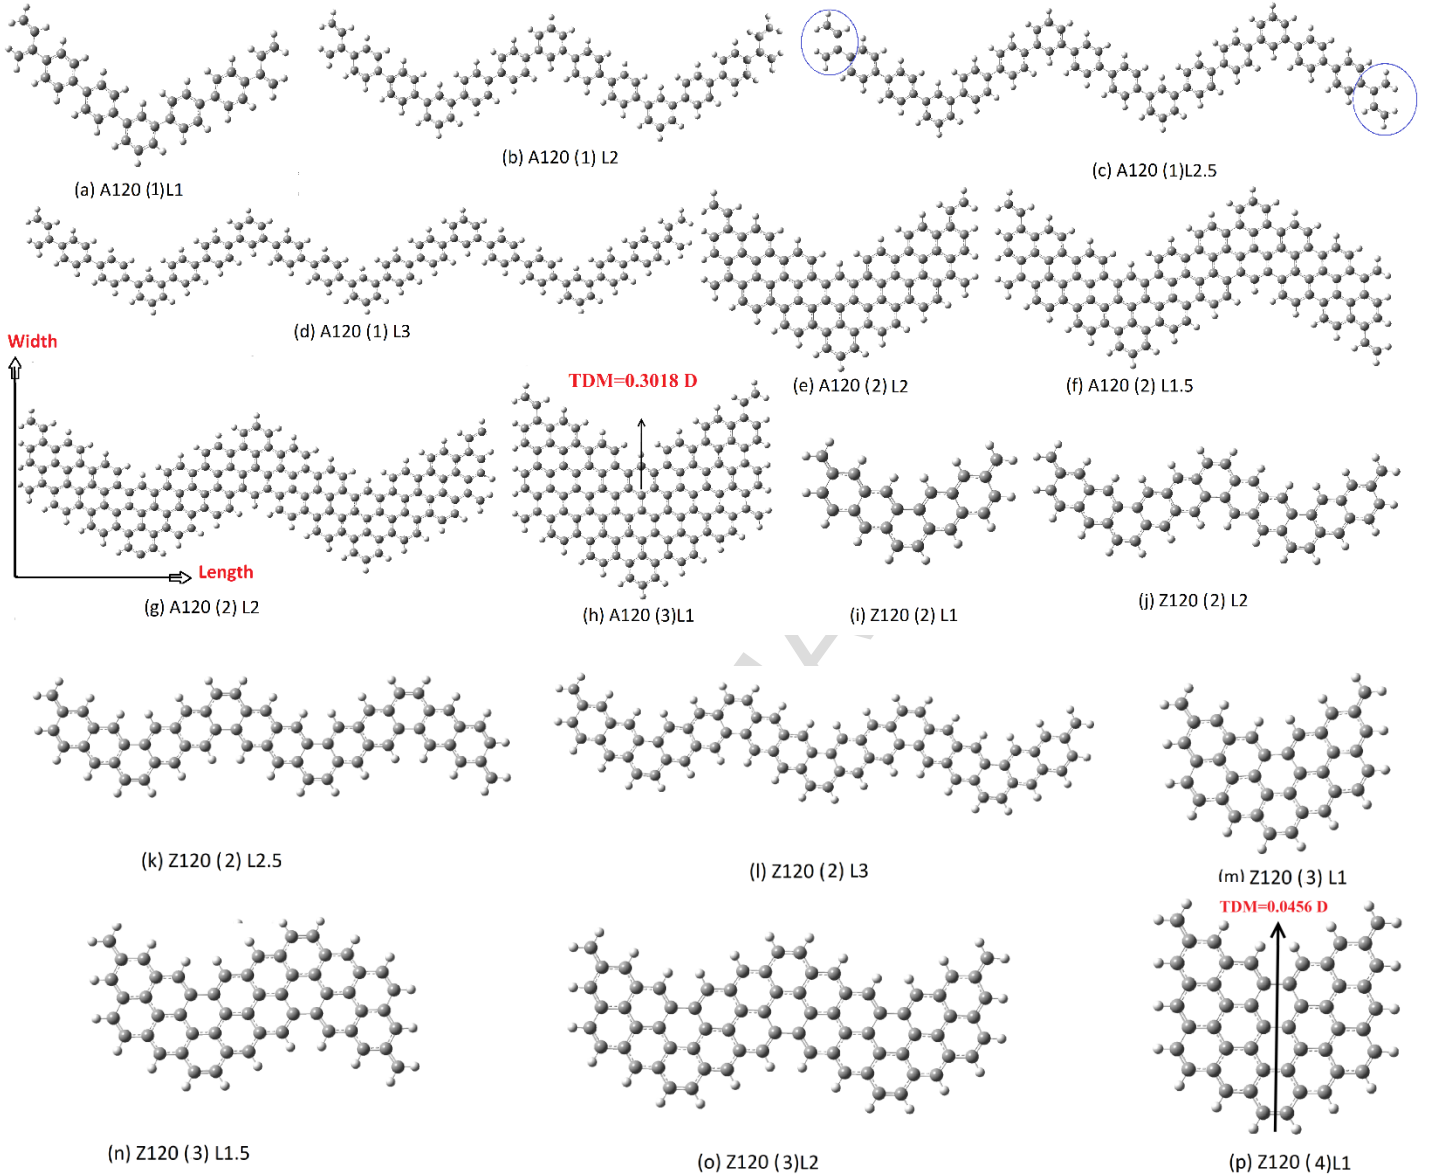 (a) A120 (1)L1
(b) A120 (1) L2
(c) A120 (1)L2.5
(d) A120 (1) L3
(e) A120 (2) L2
(f) A120 (2) L1.5
Width
Length
TDM=0.3018 D
(g) A120 (2) L2
(h) A120 (3)L1
(i) Z120 (2) L1
(j) Z120 (2) L2
(k) Z120 (2) L2.5
(l) Z120 (2) L3
(m) Z120 (3) L1
TDM=0.0456 D
(n) Z120 (3) L1.5
(o) Z120 (3)L2
(p) Z120 (4)L1